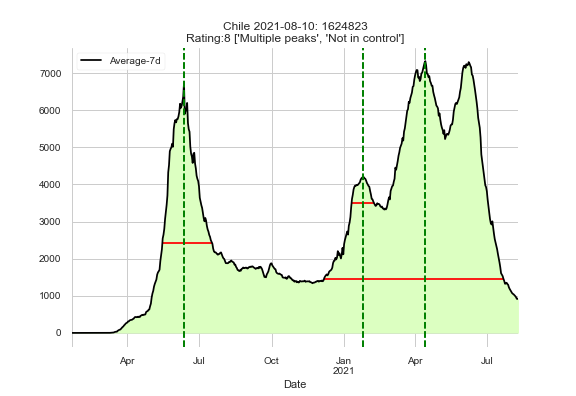 Chile 2021-08-10: 1624823
Rating:8 ['Multiple peaks', 'Not in control']
Average-7d
7000
6000
5000
4000
3000
2000
1000
0
Apr Jul Oct Jan Apr Jul
2021
Date